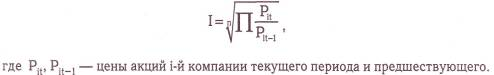 I = ⁿ√∏ Pit / Pit−1 ,
где Pit, Pit−1 — цены акций i-й компании текущего периода и предшествующего.